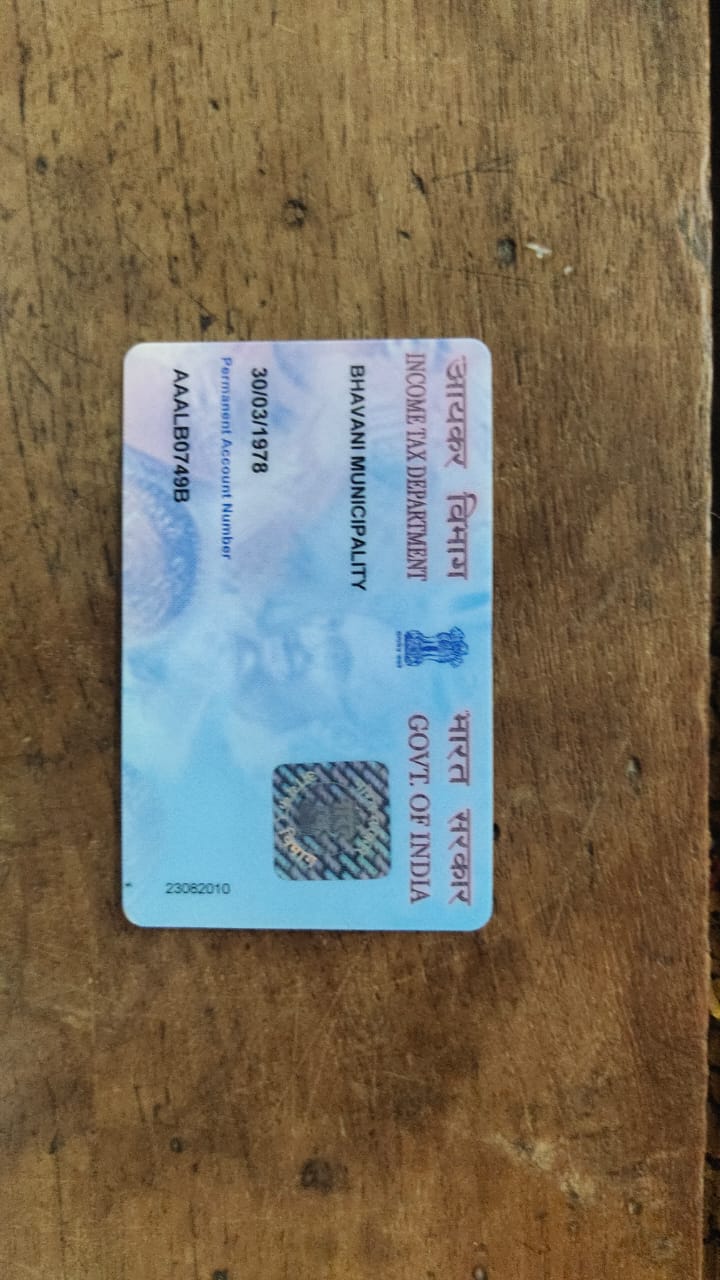 आयकर विभाग भारत सरकार
INCOME TAX DEPARTMENT GOVT. OF INDIA
BHAVANI MUNICIPALITY
30/03/1978
Permanent Account Number
AAALB0749B
23082010